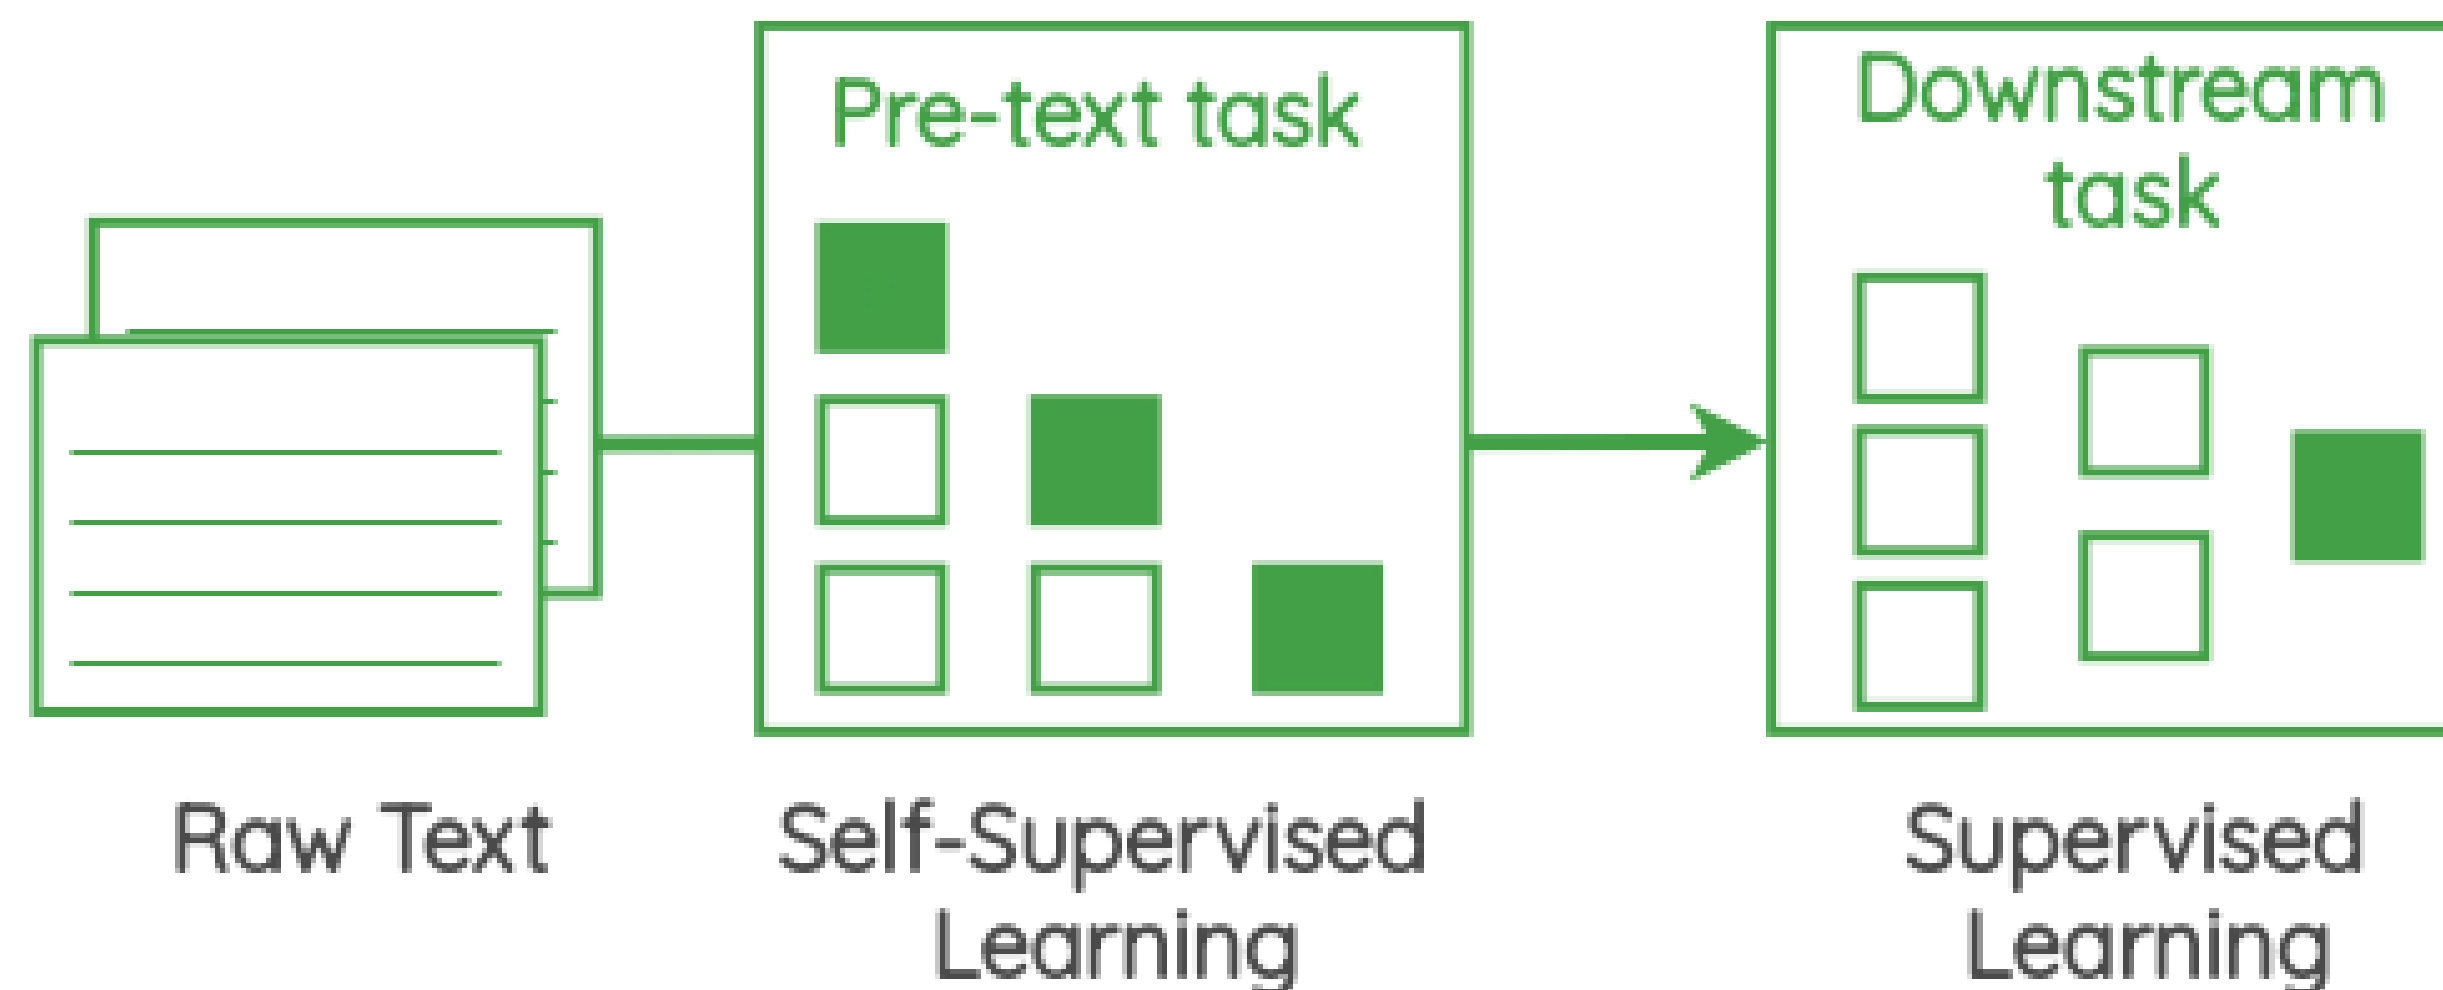 Pre-text task
Downstream
task
Raw Text
Self-Supervised
Learning
Supervised
Learning